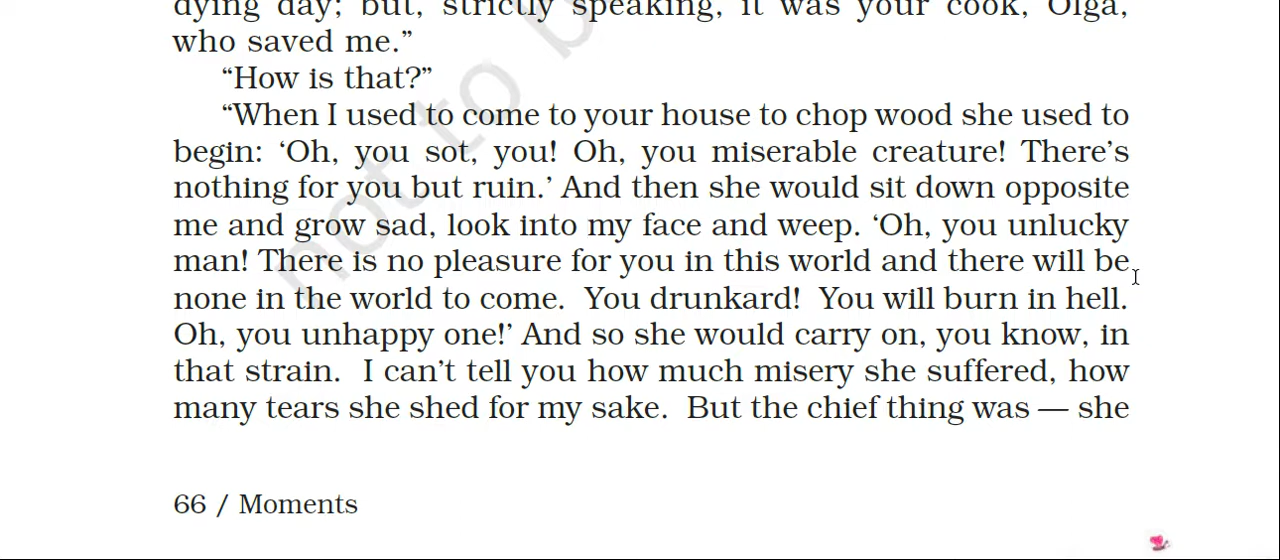 dying day; but, strictly speaking, it was your cook, Olga,
who saved me.”
“How is that?”
“When I used to come to your house to chop wood she used to
begin: ‘Oh, you sot, you! Oh, you miserable creature! There’s
nothing for you but ruin.’ And then she would sit down opposite
me and grow sad, look into my face and weep. ‘Oh, you unlucky
man! There is no pleasure for you in this world and there will be
none in the world to come. You drunkard! You will burn in hell.
Oh, you unhappy one!’ And so she would carry on, you know, in
that strain. I can’t tell you how much misery she suffered, how
many tears she shed for my sake. But the chief thing was — she
66 / Moments
not to b